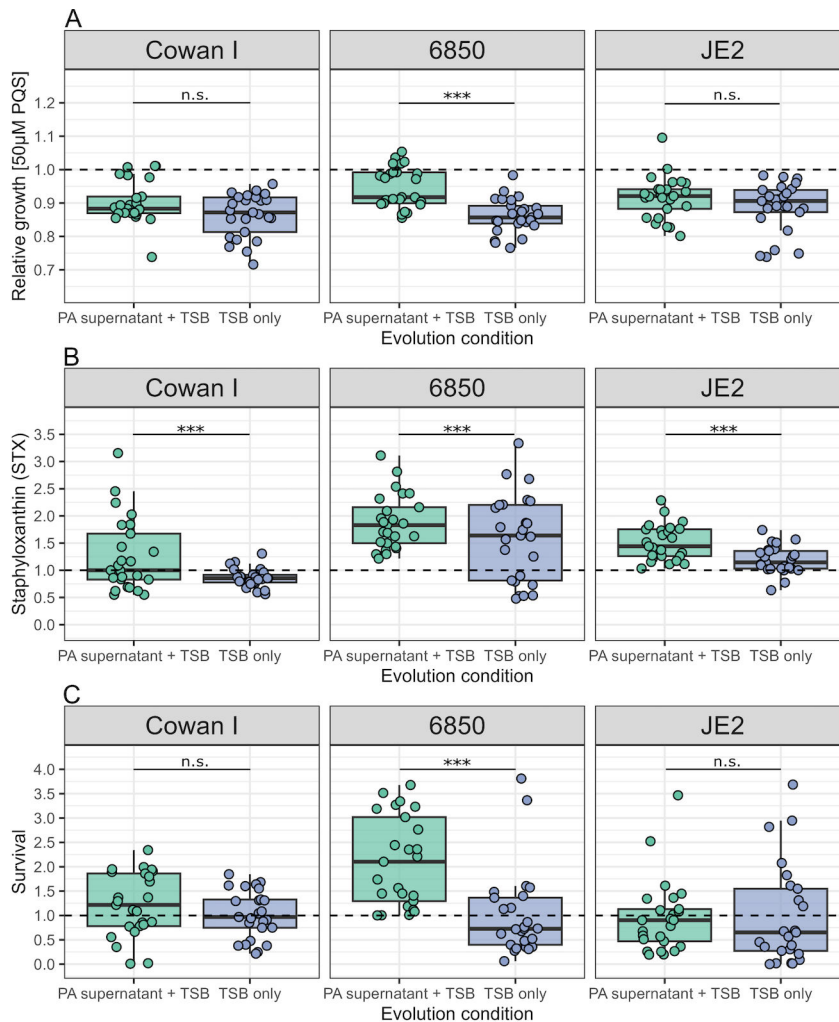 A
Cowan I 6850 JE2
Relative growth [50µM PQS]
1.2
1.1
1.0
0.9
0.8
0.7
n.s. *** n.s.
PA supernatant + TSB TSB only PA supernatant + TSB TSB only PA supernatant + TSB TSB only
Evolution condition
B
Cowan I 6850 JE2
Staphyloxanthin (STX)
3.5
3.0
2.5
2.0
1.5
1.0
0.5
0.0
*** *** ***
PA supernatant + TSB TSB only PA supernatant + TSB TSB only PA supernatant + TSB TSB only
Evolution condition
C
Cowan I 6850 JE2
Survival
4.0
3.5
3.0
2.5
2.0
1.5
1.0
0.5
0.0
n.s. *** n.s.
PA supernatant + TSB TSB only PA supernatant + TSB TSB only PA supernatant + TSB TSB only
Evolution condition